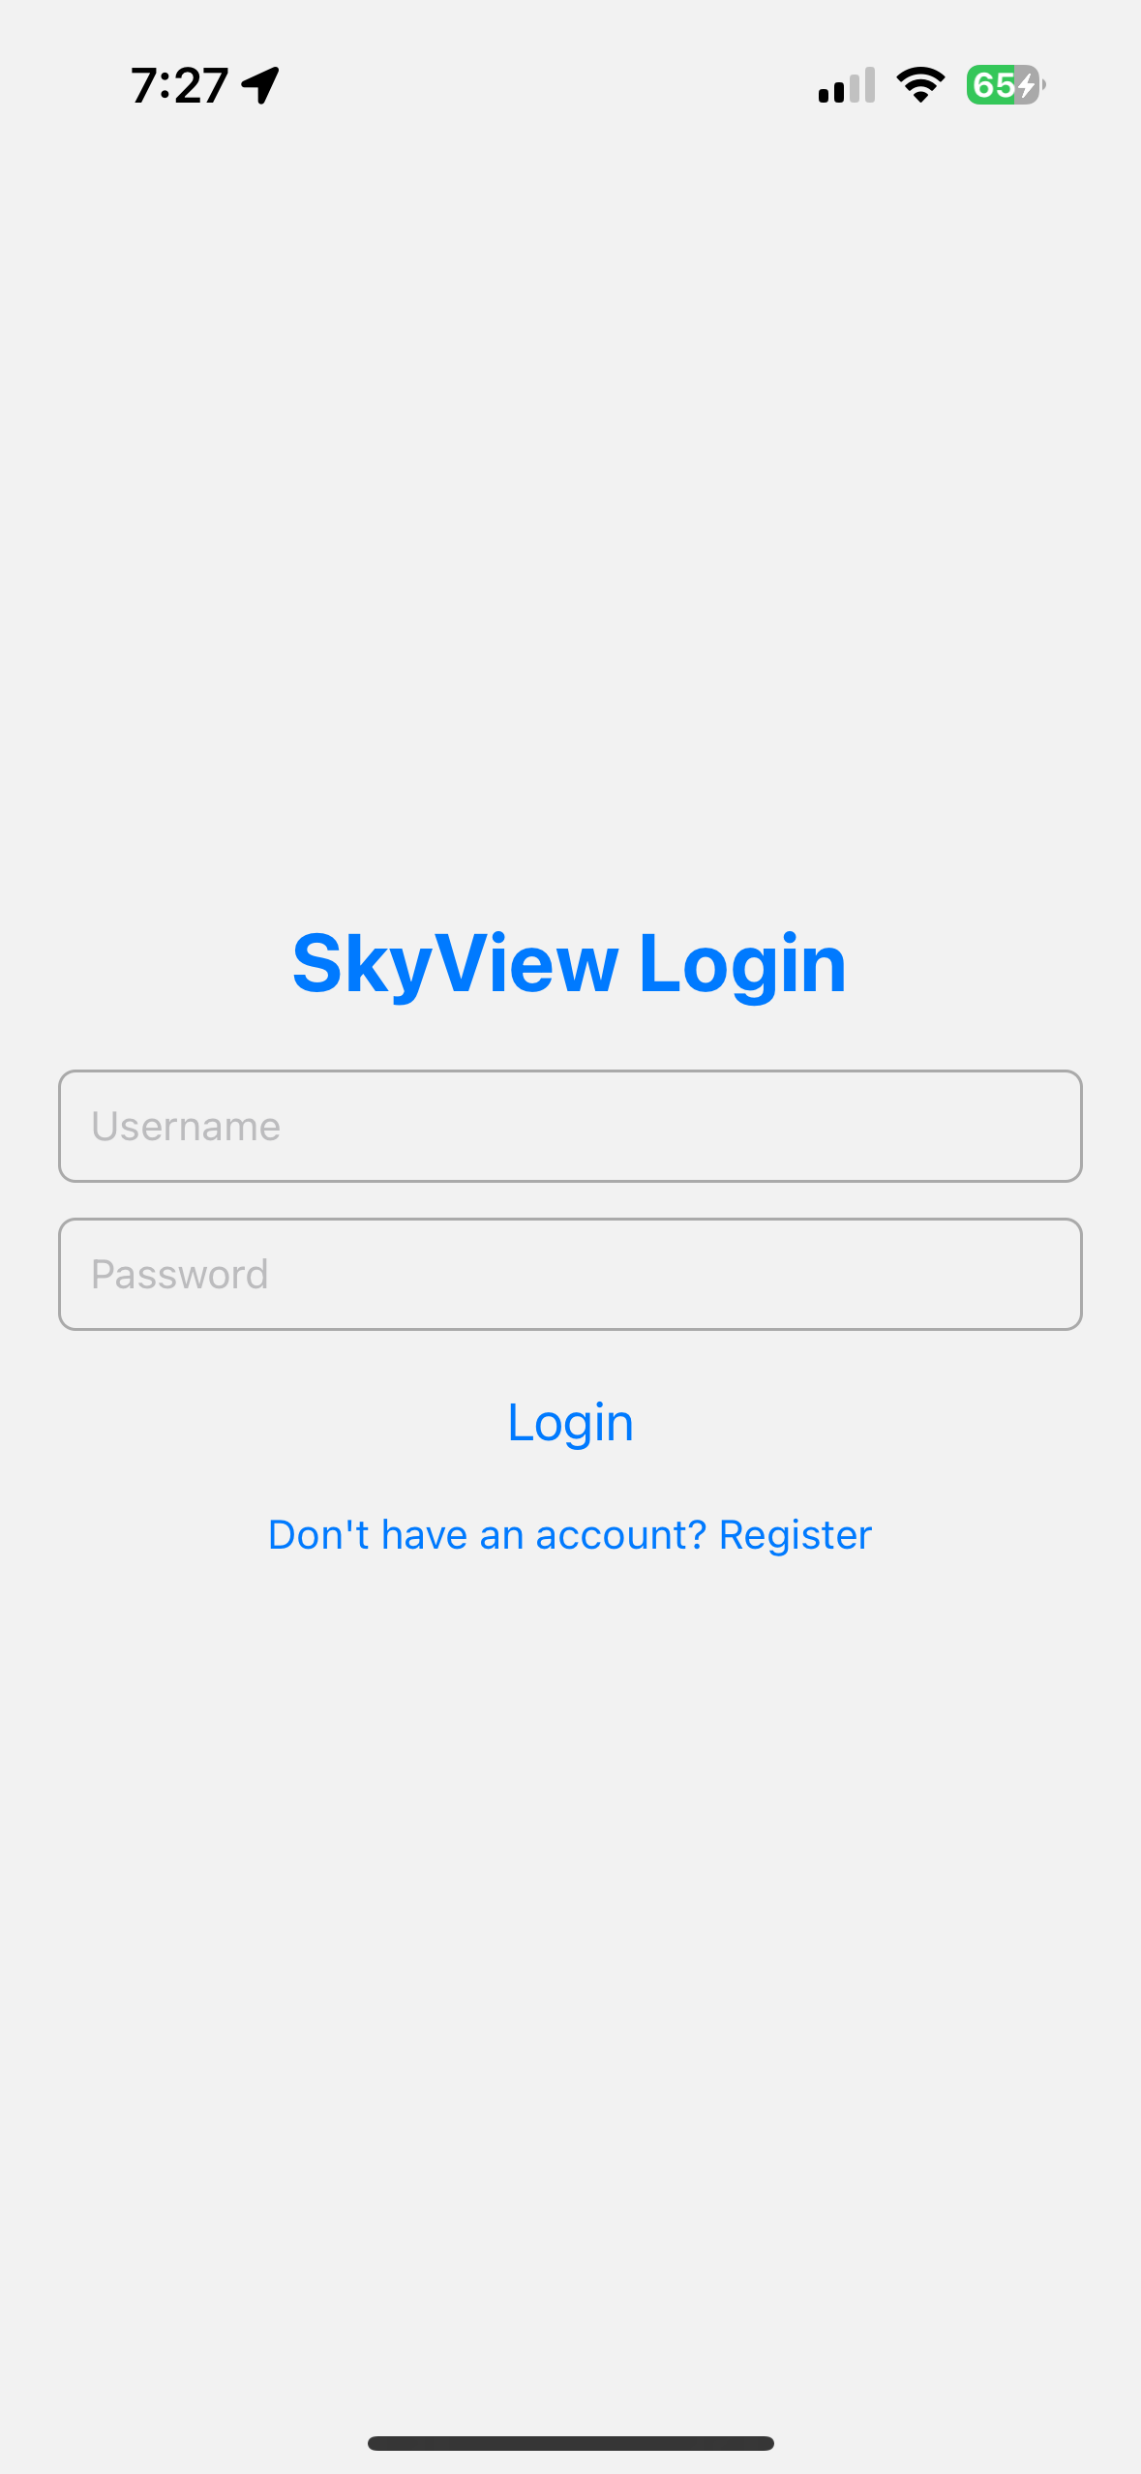 7:27
65
SkyView Login
Username
Password
Login
Don't have an account? Register